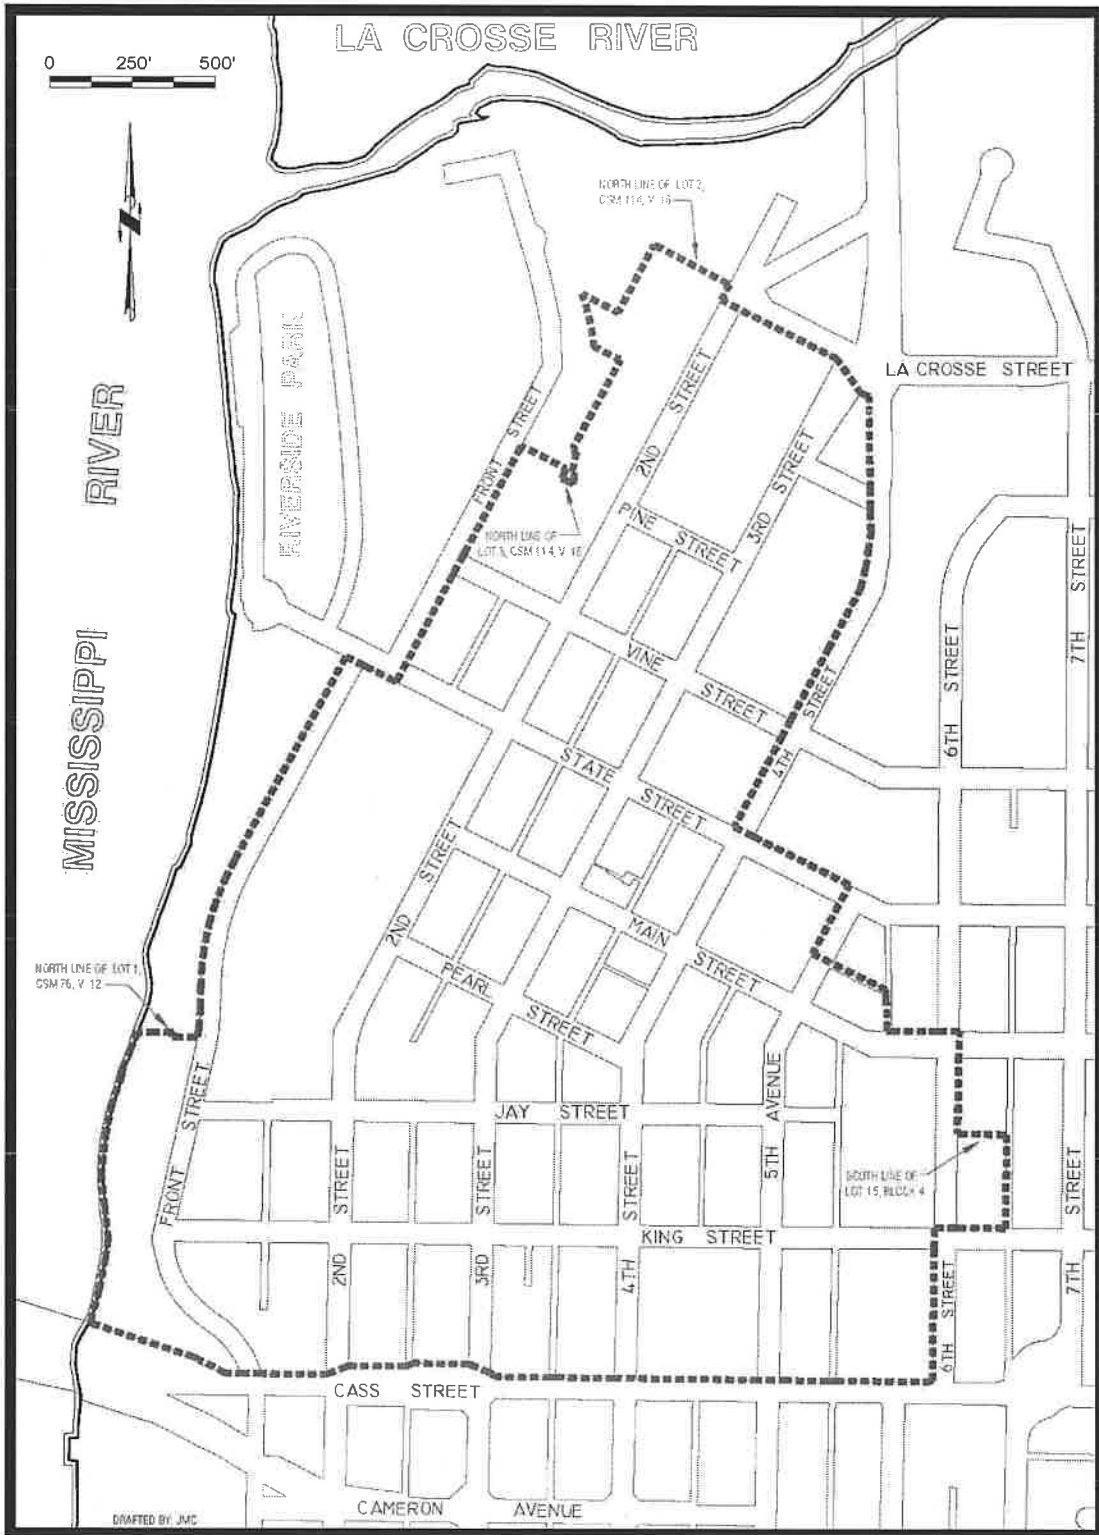 LA CROSSE RIVER
0 250' 500'
NORTH LINE OF LOT 2,
CSM 114, V 16
RIVERSIDE PARK
LA CROSSE STREET
MISSISSIPPI RIVER
FRONT STREET
2ND STREET
3RD STREET
PINE STREET
NORTH LINE OF
LOT 3, CSM 114, V 16
7TH STREET
6TH STREET
VINE STREET
4TH STREET
STATE STREET
2ND STREET
MAIN STREET
PEARL STREET
NORTH LINE OF LOT 1,
CSM 76, V 12
FRONT STREET
JAY STREET
5TH AVENUE
2ND STREET
3RD STREET
4TH STREET
SOUTH LINE OF
LOT 15, BLOCK 4
7TH STREET
KING STREET
6TH STREET
CASS STREET
CAMERON AVENUE
DRAFTED BY: JMC